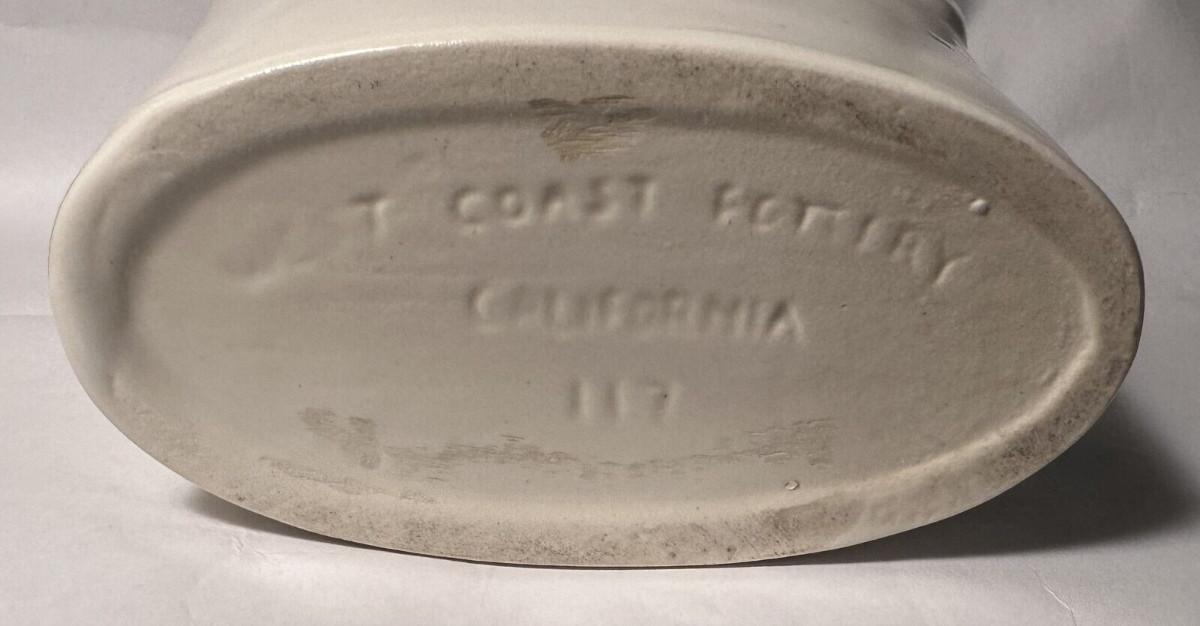 T COAST POTTERY
CALIFORNIA
117